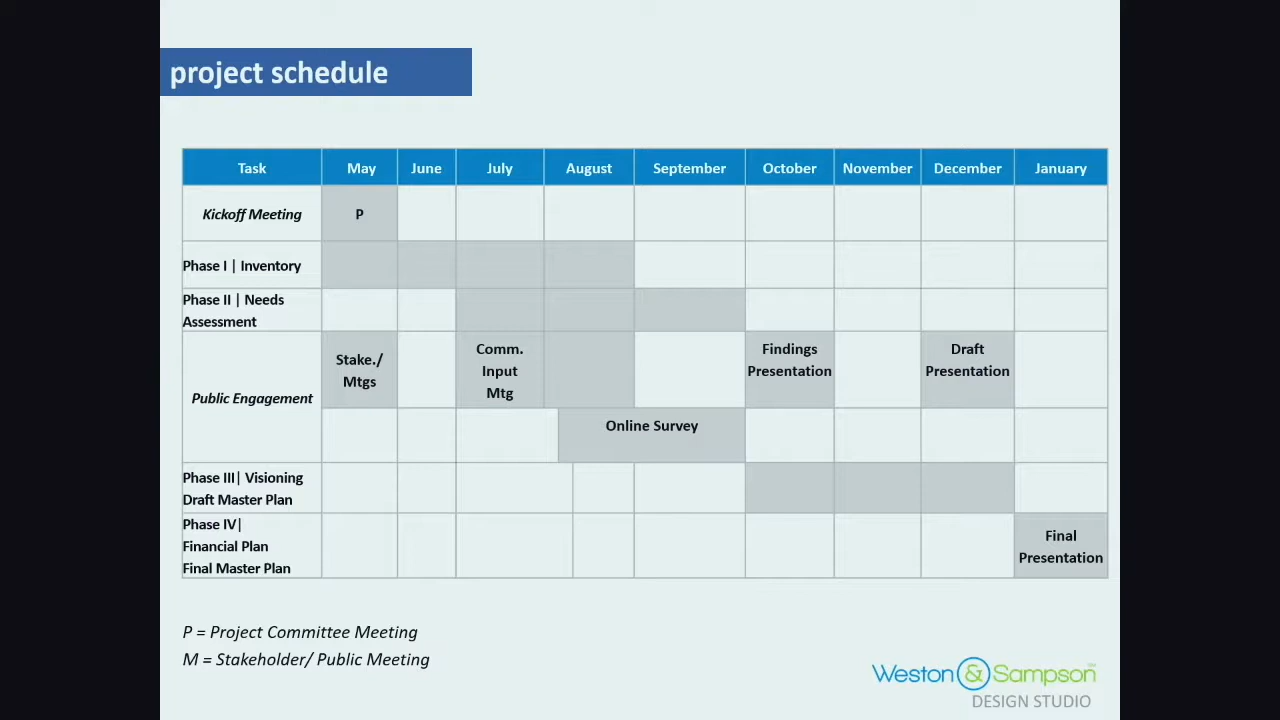 project schedule
Task May June July August September October November December January
Kickoff Meeting P
Phase I | Inventory
Phase II | Needs
Assessment
Public Engagement
Stake./
Mtgs
Comm.
Input
Mtg
Findings
Presentation
Draft
Presentation
Online Survey
Phase III| Visioning
Draft Master Plan
Phase IV|
Financial Plan
Final Master Plan
Final
Presentation
P = Project Committee Meeting
M = Stakeholder/ Public Meeting
Weston & Sampson
DESIGN STUDIO